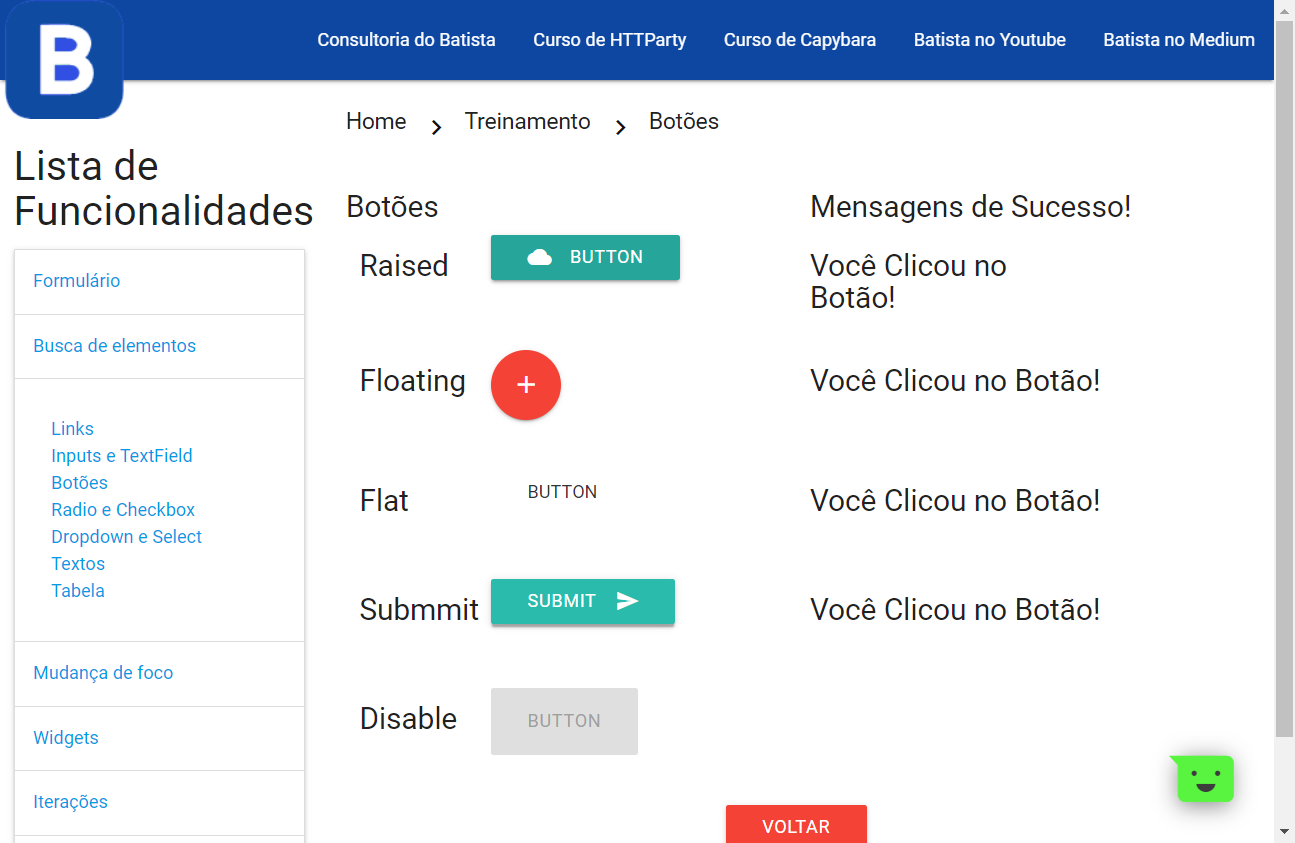 B
Consultoria do Batista
Curso de HTTParty
Curso de Capybara
Batista no Youtube
Batista no Medium
Home
Treinamento
Botões
Lista de
Funcionalidades
Formulário
Busca de elementos
Links
Inputs e TextField
Botões
Radio e Checkbox
Dropdown e Select
Textos
Tabela
Mudança de foco
Widgets
Iterações
Botões
Mensagens de Sucesso!
Raised
BUTTON
Você Clicou no
Botão!
Floating
+
Você Clicou no Botão!
Flat
BUTTON
Você Clicou no Botão!
Submmit
SUBMIT
Você Clicou no Botão!
Disable
BUTTON
VOLTAR